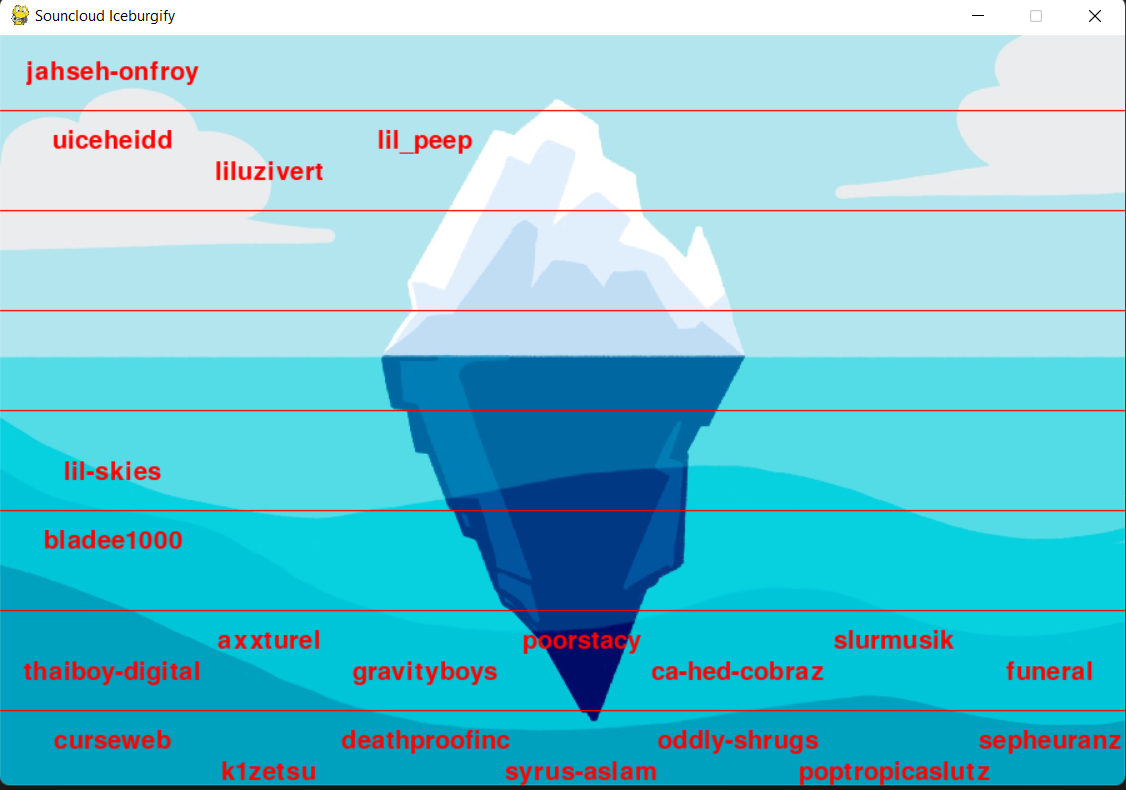 Souncloud Iceburgify
jahseh-onfroy
uiceheidd lil_peep
liluzivert
lil-skies
bladee1000
axxturel poorstacy slurmusik
thaiboy-digital gravityboys ca-hed-cobraz funeral
curseweb deathproofinc oddly-shrugs sepheuranz
k1zetsu syrus-aslam poptropicaslutz